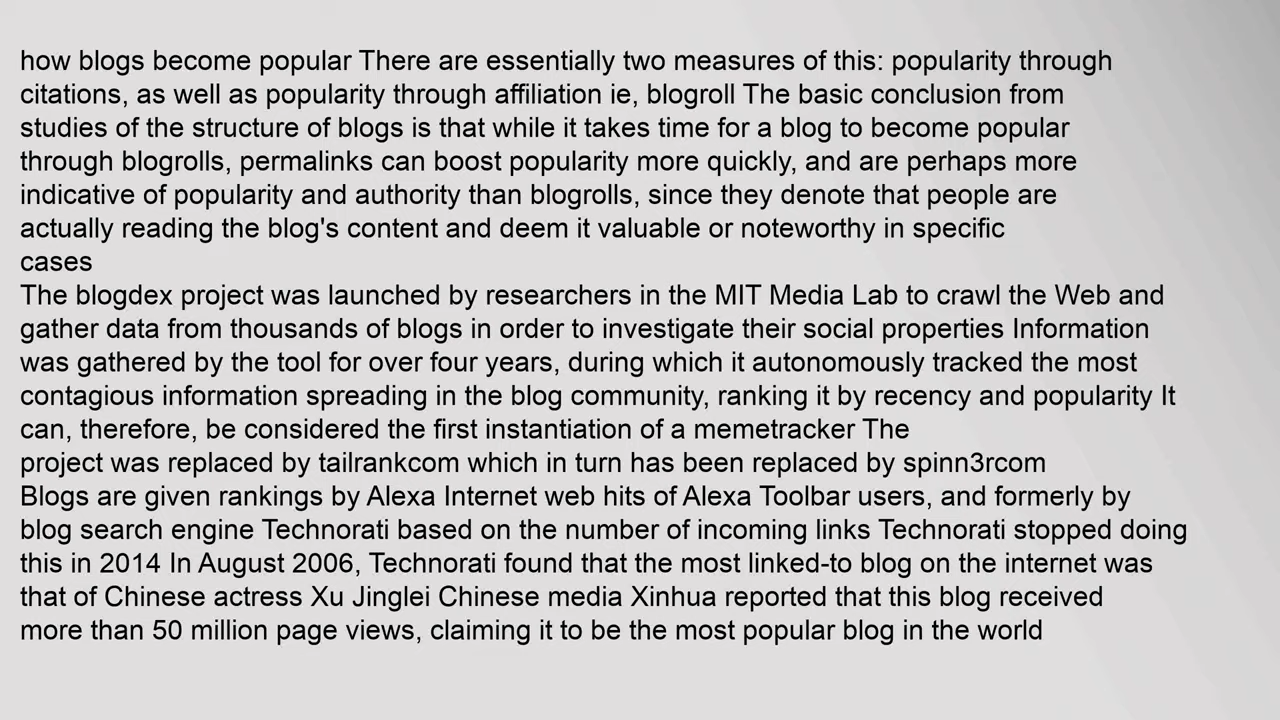 how blogs become popular There are essentially two measures of this: popularity through
citations, as well as popularity through affiliation ie, blogroll The basic conclusion from
studies of the structure of blogs is that while it takes time for a blog to become popular
through blogrolls, permalinks can boost popularity more quickly, and are perhaps more
indicative of popularity and authority than blogrolls, since they denote that people are
actually reading the blog's content and deem it valuable or noteworthy in specific
cases
The blogdex project was launched by researchers in the MIT Media Lab to crawl the Web and
gather data from thousands of blogs in order to investigate their social properties Information
was gathered by the tool for over four years, during which it autonomously tracked the most
contagious information spreading in the blog community, ranking it by recency and popularity It
can, therefore, be considered the first instantiation of a memetracker The
project was replaced by tailrankcom which in turn has been replaced by spinn3rcom
Blogs are given rankings by Alexa Internet web hits of Alexa Toolbar users, and formerly by
blog search engine Technorati based on the number of incoming links Technorati stopped doing
this in 2014 In August 2006, Technorati found that the most linked-to blog on the internet was
that of Chinese actress Xu Jinglei Chinese media Xinhua reported that this blog received
more than 50 million page views, claiming it to be the most popular blog in the world